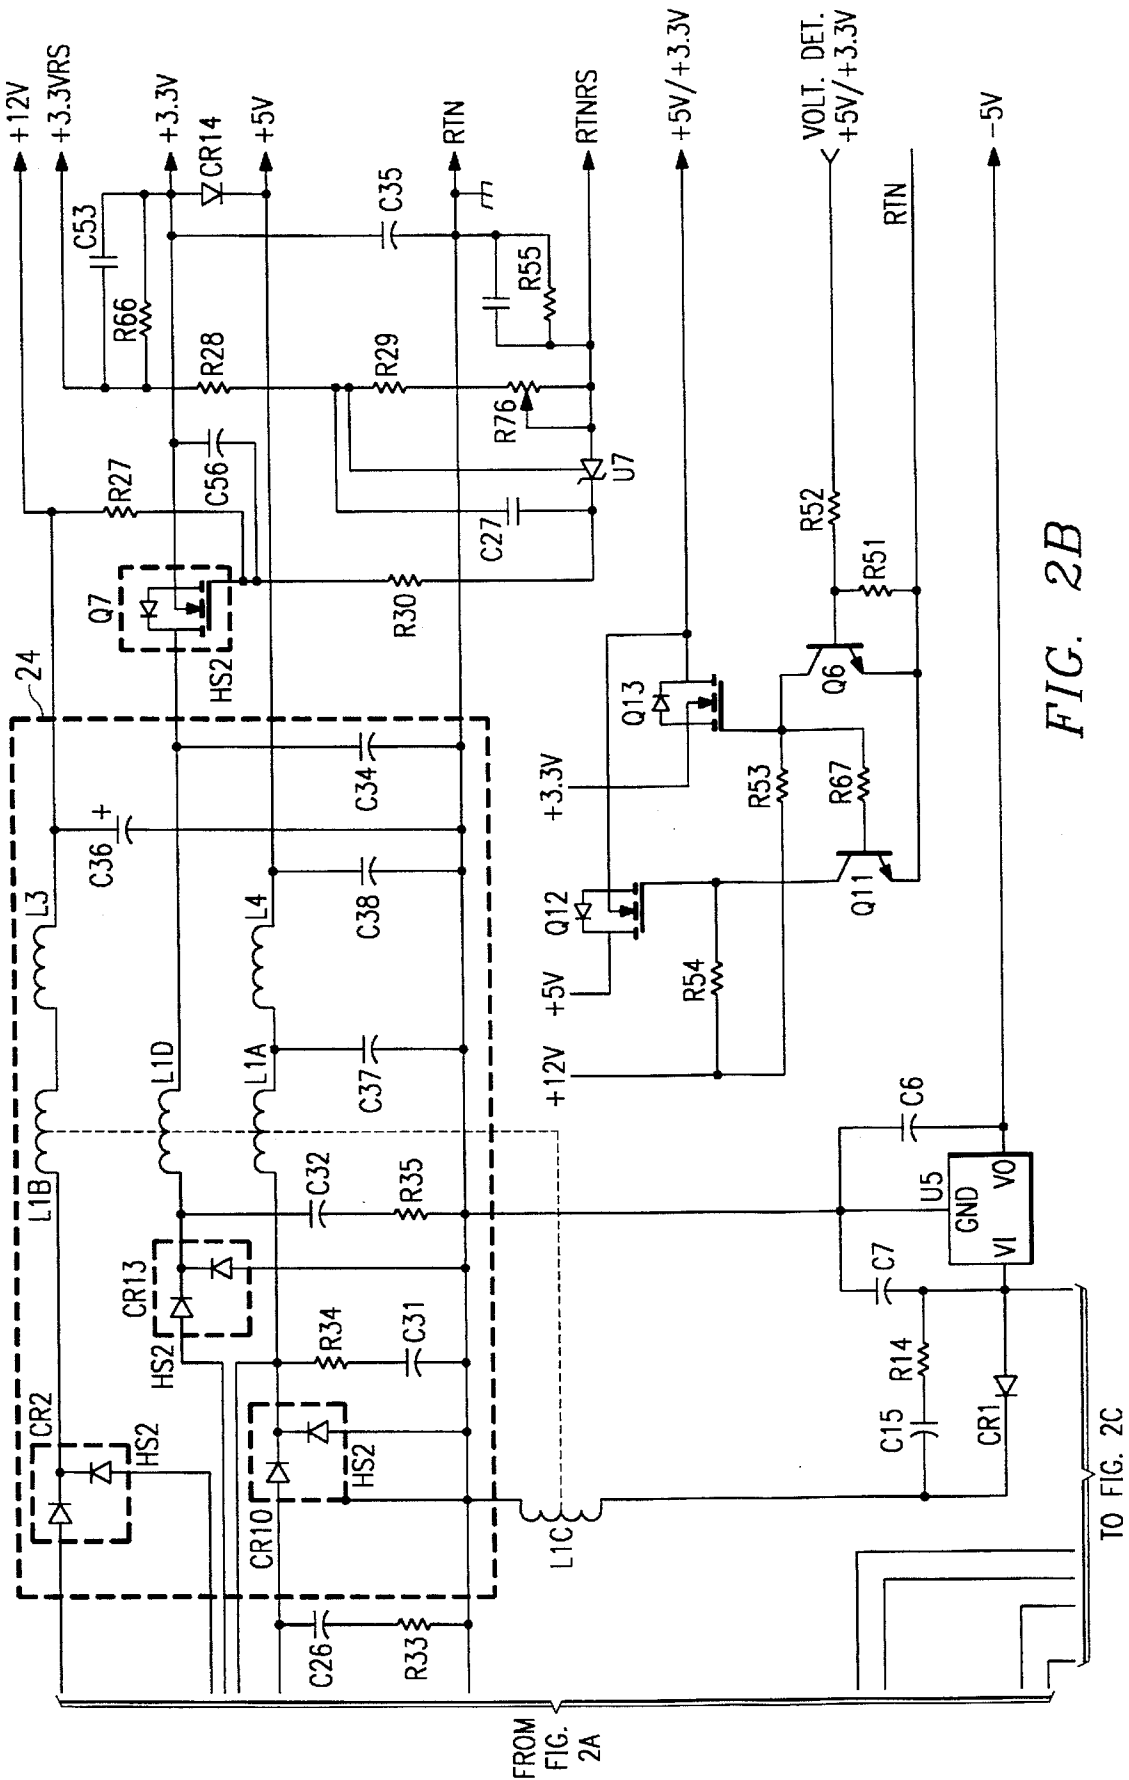 +12V
+3.3VRS
+3.3V
CR14
+5V
RTN
RTNRS
+5V/+3.3V
VOLT. DET.
+5V/+3.3V
RTN
-5V
C53
R66
C35
R55
R28
R29
R76
U7
R27
C56
C27
Q7
HS2
R30
R52
R51
24
Q13
Q6
+3.3V
R53
R67
C34
+
C36
L3
L4
C38
Q12
Q11
+5V
R54
+12V
L1D
L1A
C37
L1B
C32
R35
C6
U5
GND
VO
VI
CR13
HS2
C7
R34
C31
R14
CR2
HS2
CR10
HS2
C15
CR1
L1C
C26
R33
FROM
FIG.
2A
TO FIG. 2C
FIG. 2B